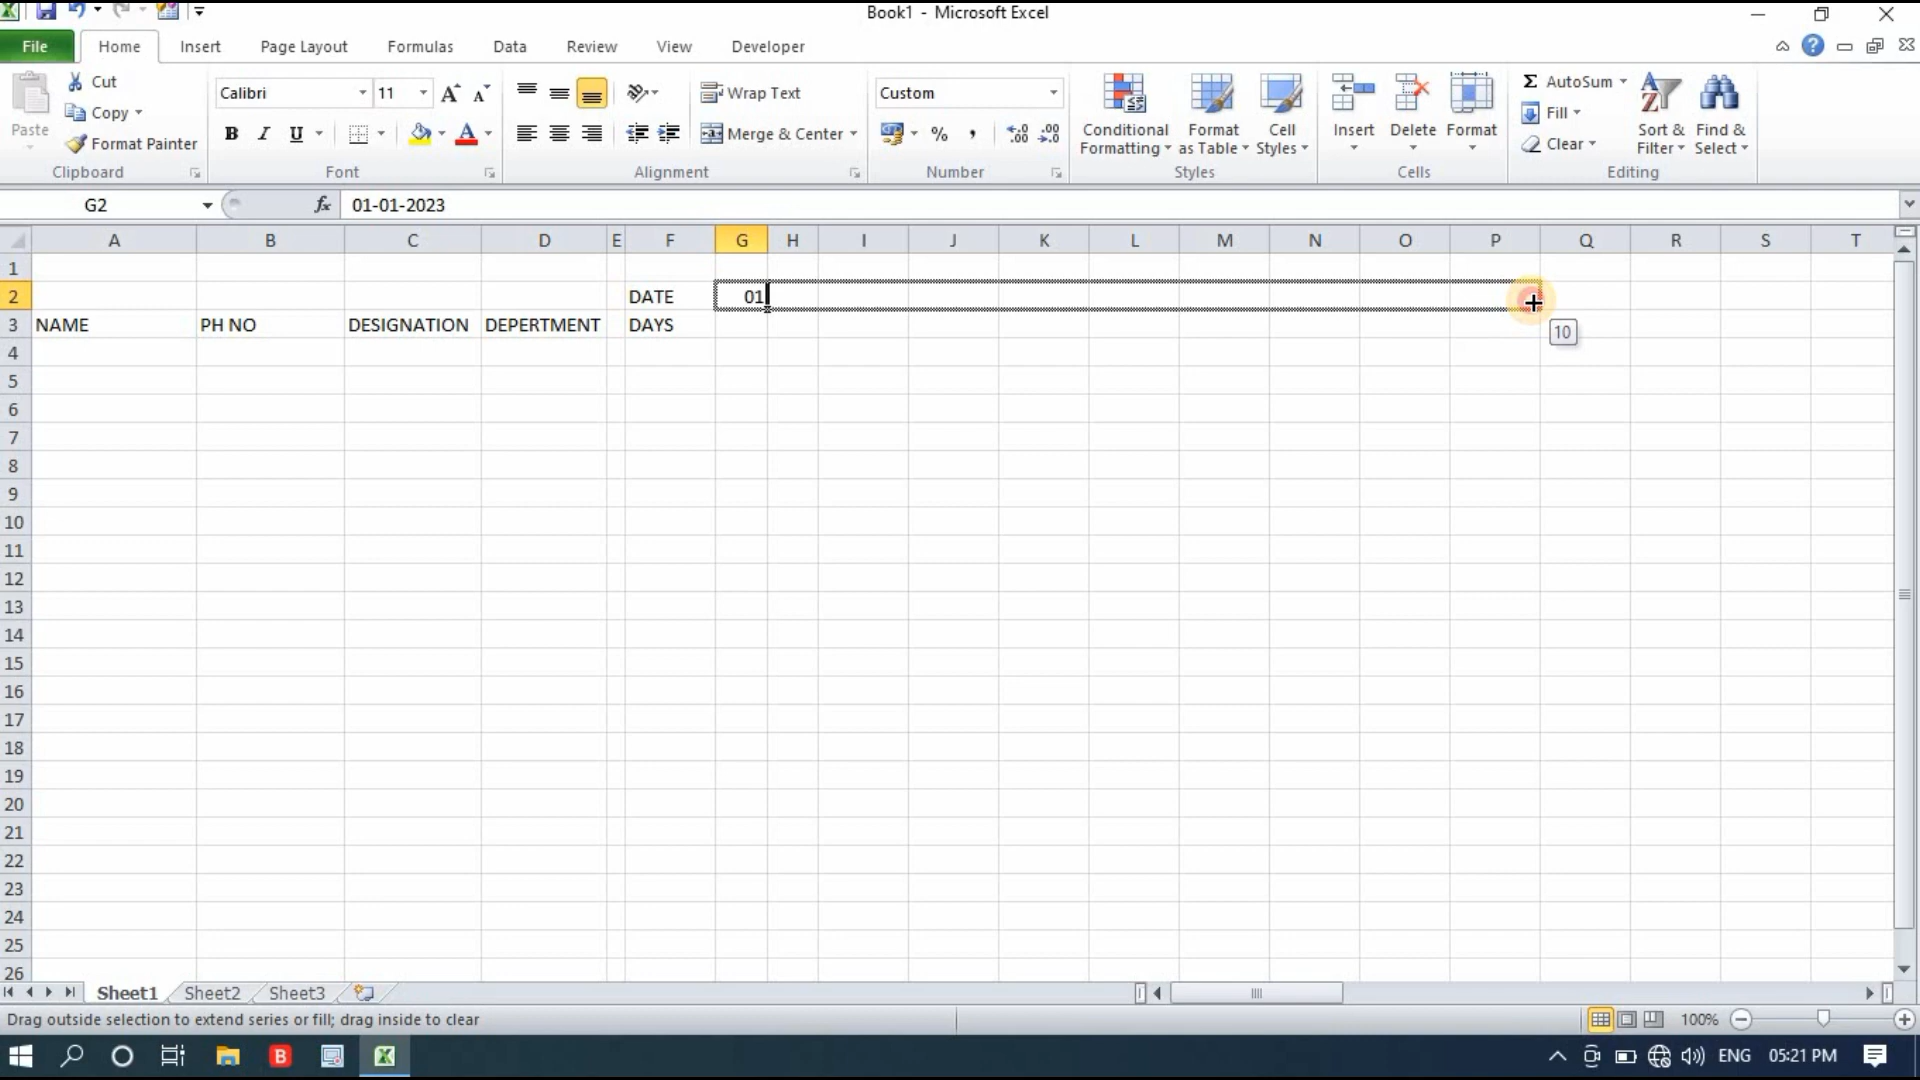 Book1 - Microsoft Excel
File Home Insert Page Layout Formulas Data Review View Developer
Paste
Cut
Copy
Format Painter
Clipboard
Calibri 11
B I U
Font
Wrap Text
Merge & Center
Alignment
Custom
% ,
Number
Conditional Formatting
Format as Table
Cell Styles
Styles
Insert Delete Format
Cells
Σ AutoSum
Fill
Clear
Sort & Filter
Find & Select
Editing
G2 fx 01-01-2023
A B C D E F G H I J K L M N O P Q R S T
1
2 DATE 01
3 NAME PH NO DESIGNATION DEPERTMENT DAYS
10
4
5
6
7
8
9
10
11
12
13
14
15
16
17
18
19
20
21
22
23
24
25
26
Sheet1 Sheet2 Sheet3
Drag outside selection to extend series or fill; drag inside to clear
100%
B
ENG 05:21 PM